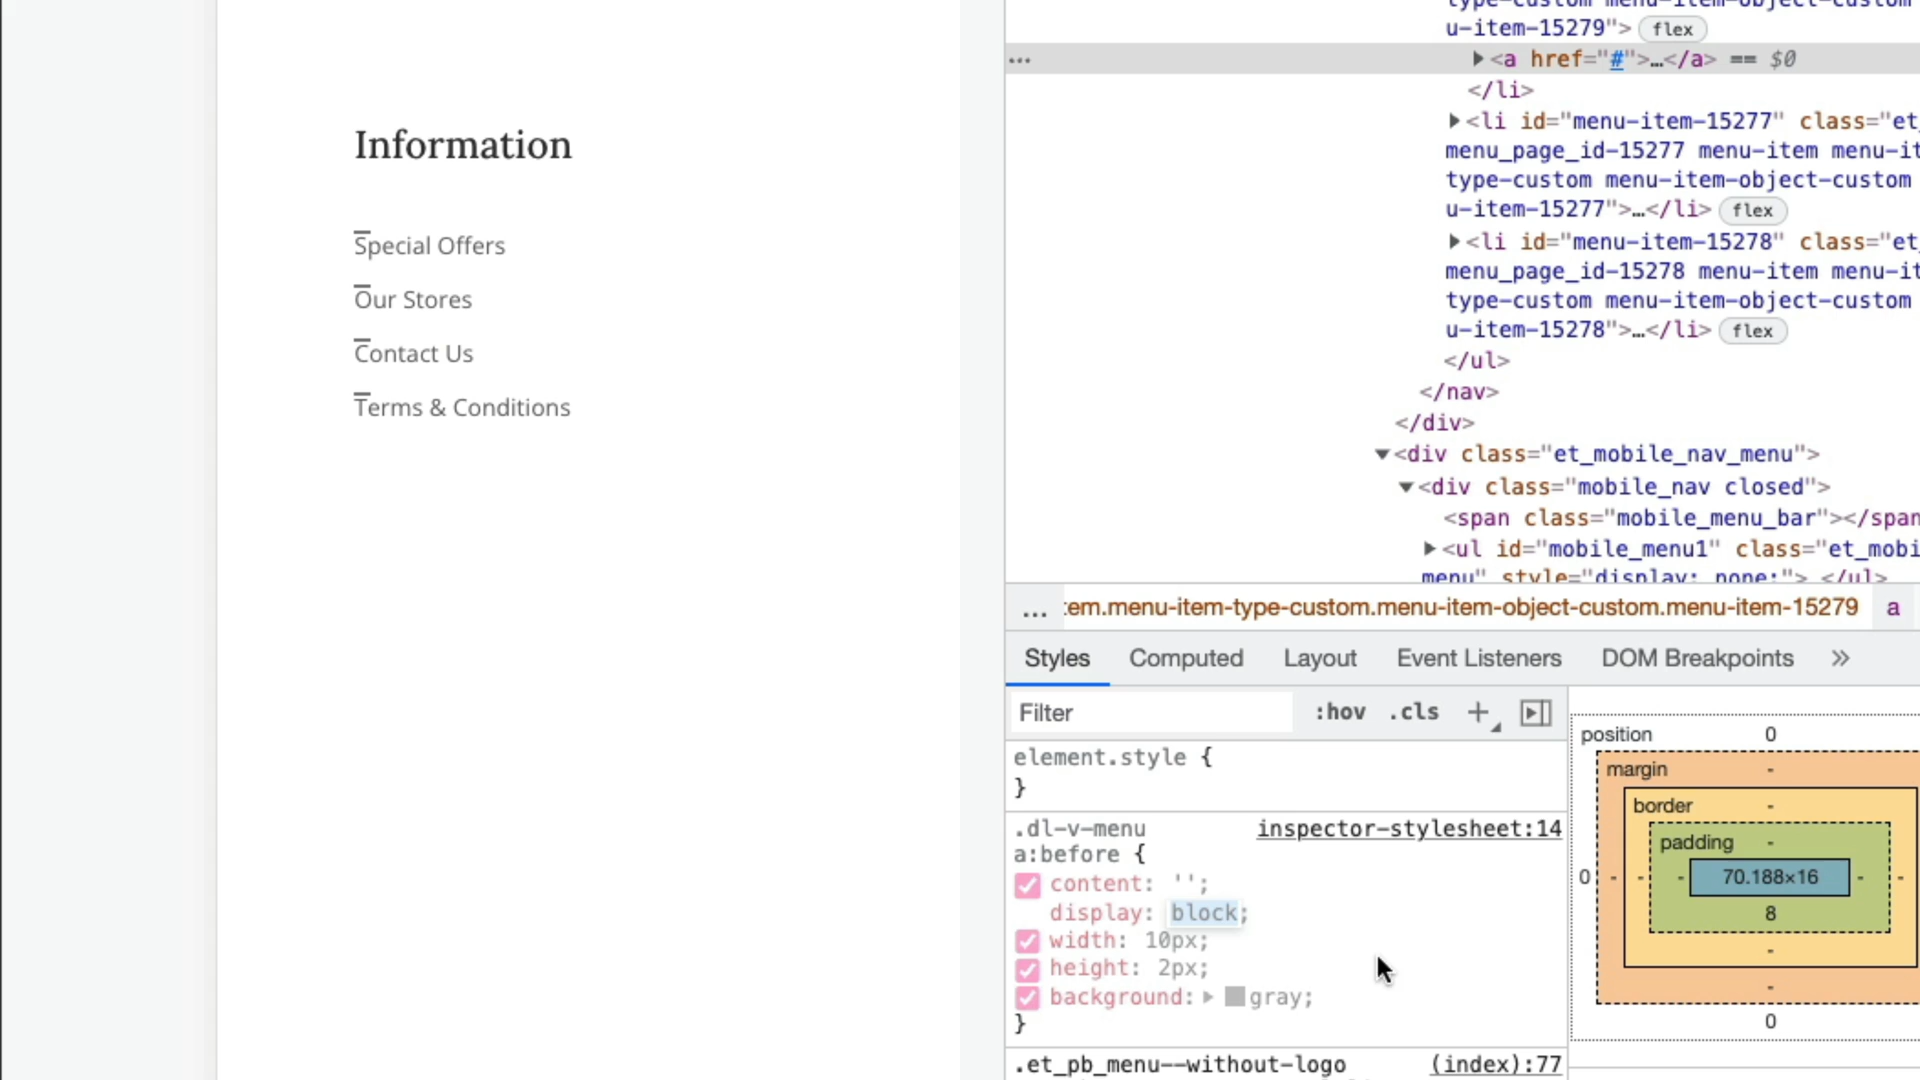 Information
Special Offers
Our Stores
Contact Us
Terms & Conditions
type-custom menu-item-object-custom
u-item-15279"> flex
... <a href="#">…</a> == $0
</li>
<li id="menu-item-15277" class="et_
menu_page_id-15277 menu-item menu-it
type-custom menu-item-object-custom
u-item-15277">…</li> flex
<li id="menu-item-15278" class="et_
menu_page_id-15278 menu-item menu-it
type-custom menu-item-object-custom
u-item-15278">…</li> flex
</ul>
</nav>
</div>
<div class="et_mobile_nav_menu">
<div class="mobile_nav closed">
<span class="mobile_menu_bar"></span
<ul id="mobile_menu1" class="et_mobi
menu" style="display: none;"> </ul>
... tem.menu-item-type-custom.menu-item-object-custom.menu-item-15279 a
Styles Computed Layout Event Listeners DOM Breakpoints »
Filter :hov .cls +
element.style {
}
.dl-v-menu inspector-stylesheet:14
a:before {
content: '';
display: block;
width: 10px;
height: 2px;
background: gray;
}
.et_pb_menu--without-logo (index):77
position 0
margin -
border -
padding -
0 - - - 70.188×16 - -
8
-
-
0